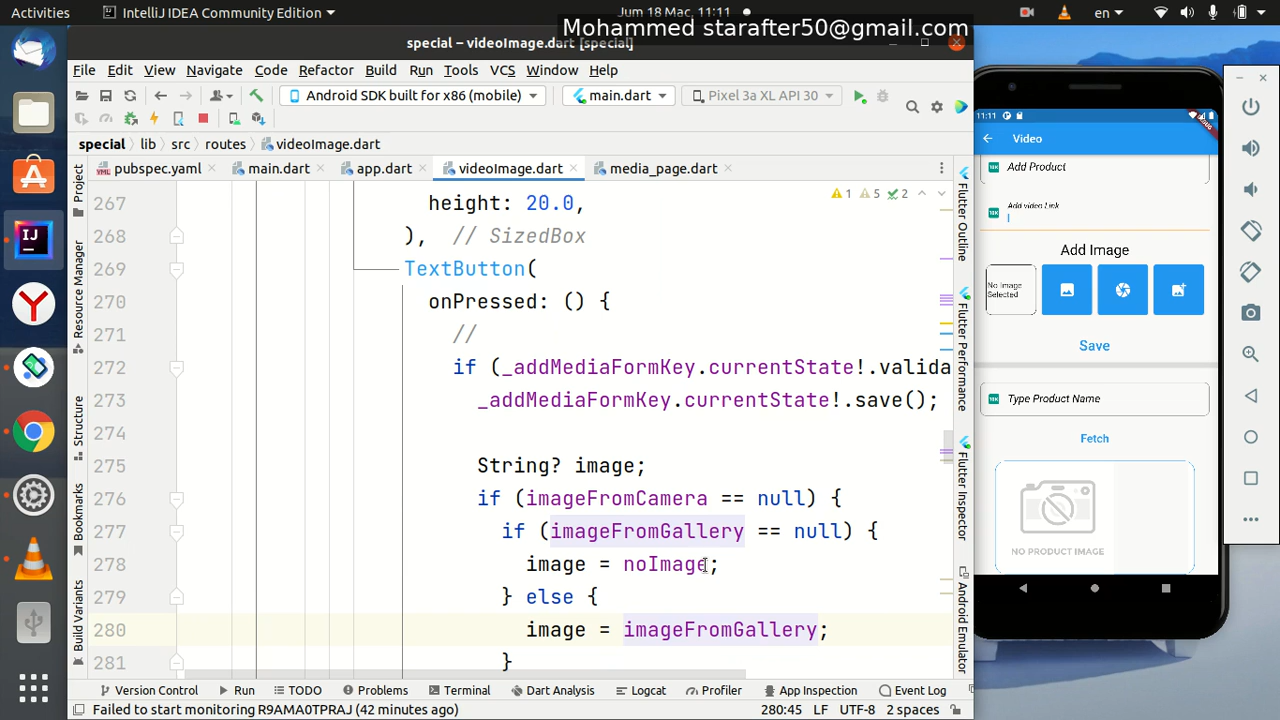 Activities
IntelliJ IDEA Community Edition
Jum 18 Mac, 11:11
Mohammed starafter50@gmail.com
en
special – videoImage.dart [special]
File Edit View Navigate Code Refactor Build Run Tools VCS Window Help
Android SDK built for x86 (mobile)
main.dart
Pixel 3a XL API 30
special lib src routes videoImage.dart
pubspec.yaml
main.dart
app.dart
videoImage.dart
media_page.dart
1 5 2
267 height: 20.0,
268 ), // SizedBox
269 TextButton(
270 onPressed: () {
271 //
272 if (_addMediaFormKey.currentState!.valida
273 _addMediaFormKey.currentState!.save();
274
275 String? image;
276 if (imageFromCamera == null) {
277 if (imageFromGallery == null) {
278 image = noImage;
279 } else {
280 image = imageFromGallery;
281 }
Project
Resource Manager
Structure
Bookmarks
Build Variants
Flutter Outline
Flutter Performance
Flutter Inspector
Android Emulator
Version Control Run TODO Problems Terminal Dart Analysis Logcat Profiler App Inspection Event Log
Failed to start monitoring R9AMA0TPRAJ (42 minutes ago)
280:45 LF UTF-8 2 spaces
11:11
Video
Add Product
Add video Link
Add Image
No Image
Selected
Save
Type Product Name
Fetch
NO PRODUCT IMAGE